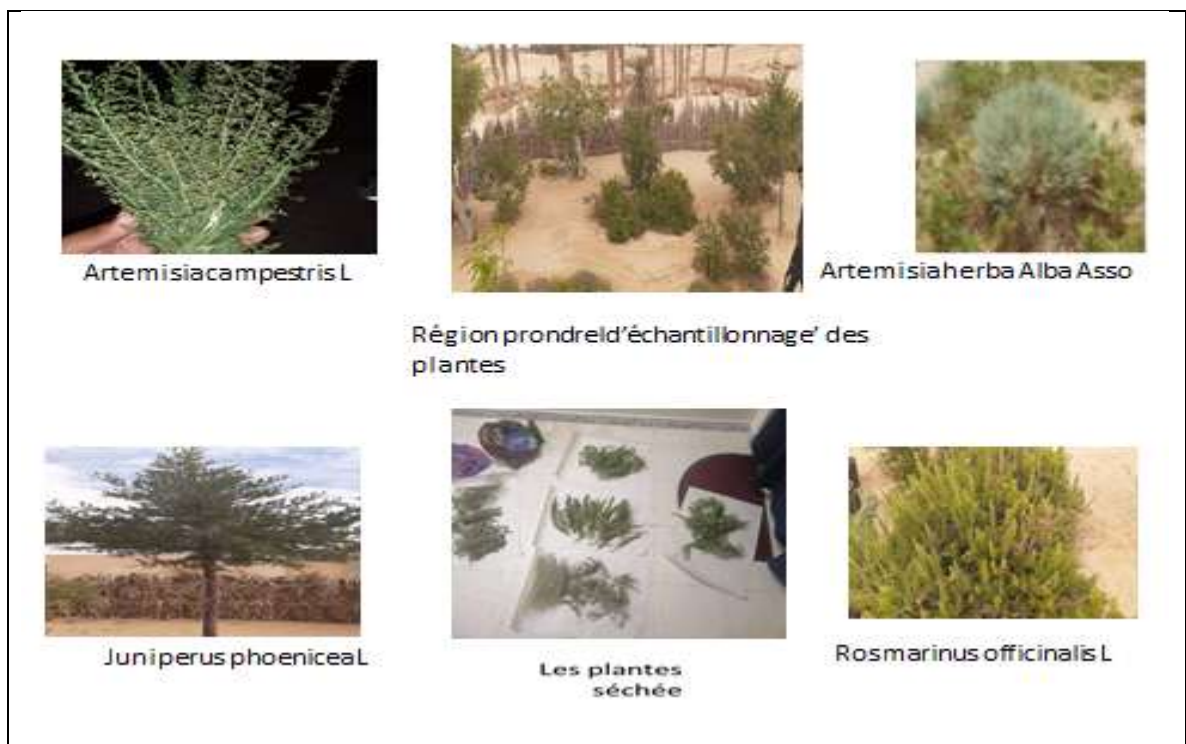 Artemisiacampestris L
Artemisiaherba Alba Asso
Région prondreld'échantillonnage' des
plantes
Juniperus phoeniceaL
Les plantes
séchée
Rosmarinus officinalis L